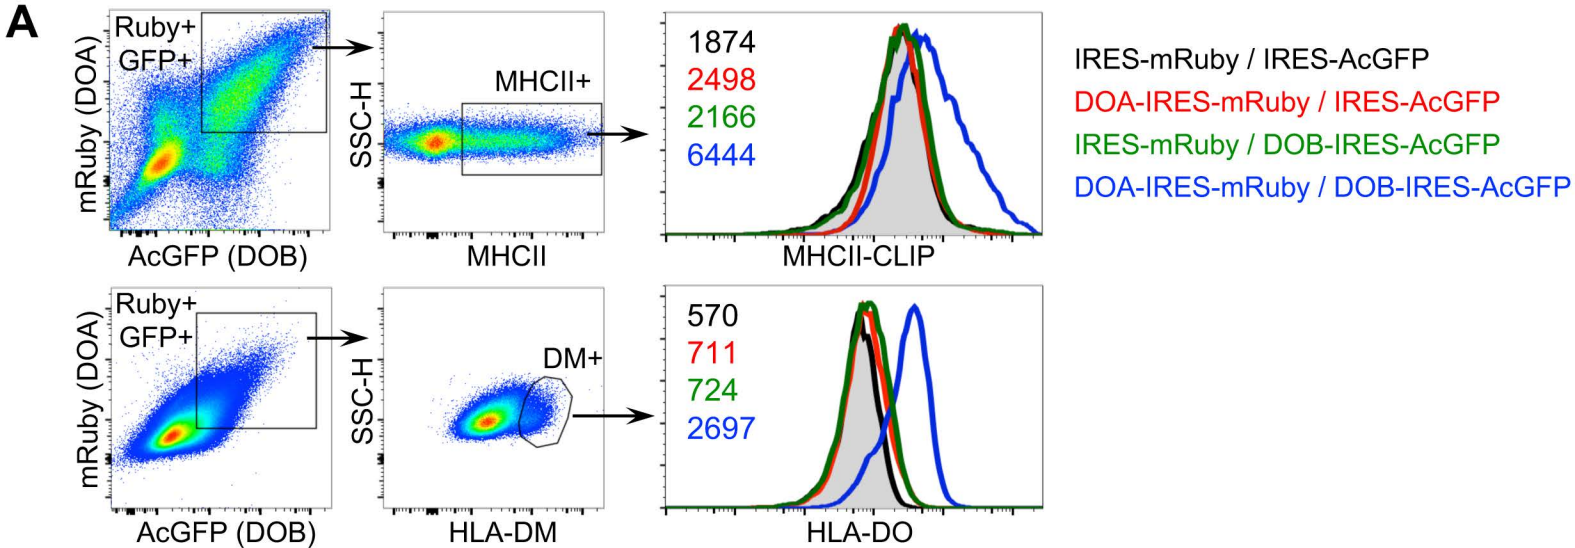 A
Ruby+
GFP+
mRuby (DOA)
AcGFP (DOB)
MHCII+
SSC-H
MHCII
1874
2498
2166
6444
MHCII-CLIP
IRES-mRuby / IRES-AcGFP
DOA-IRES-mRuby / IRES-AcGFP
IRES-mRuby / DOB-IRES-AcGFP
DOA-IRES-mRuby / DOB-IRES-AcGFP
Ruby+
GFP+
mRuby (DOA)
AcGFP (DOB)
DM+
SSC-H
HLA-DM
570
711
724
2697
HLA-DO